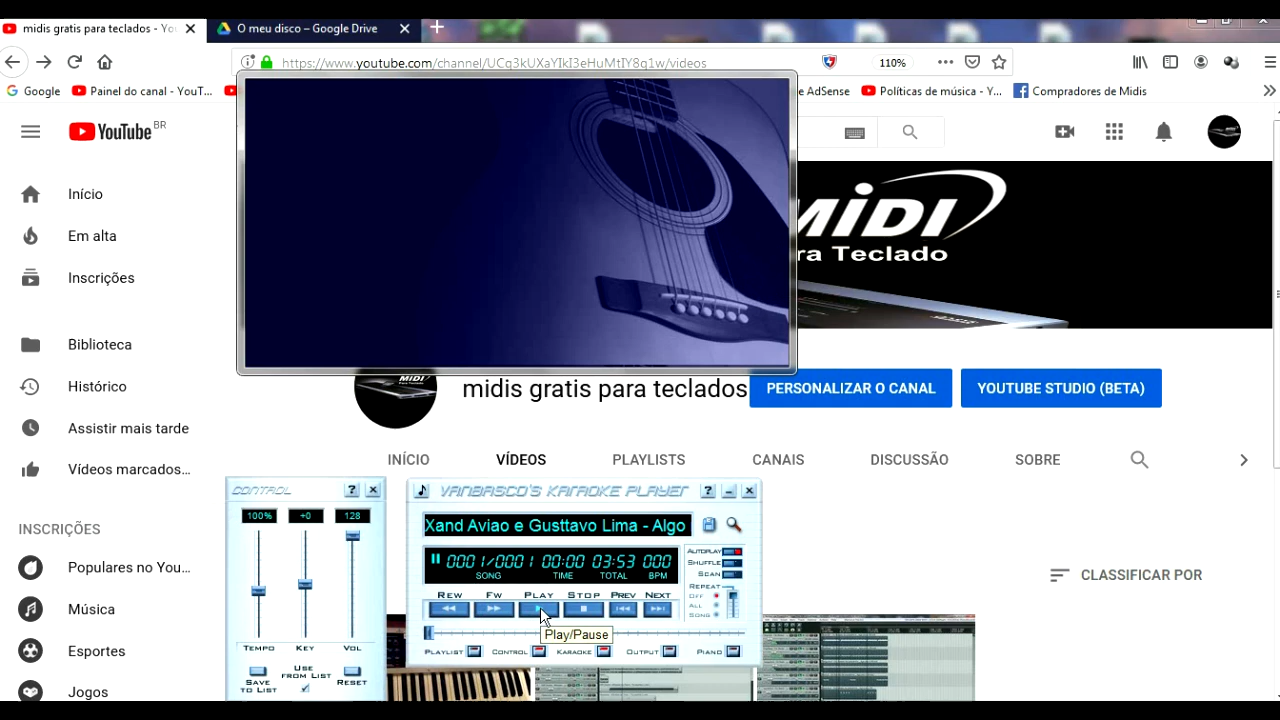 midis gratis para teclados - Yo
O meu disco – Google Drive
https://www.youtube.com/channel/UCq3kUXaYIkI3eHuMtIY8q1w/videos
110%
Google
Painel do canal - YouT...
e AdSense
Políticas de música - Y...
Compradores de Midis
YouTube BR
Início
Em alta
Inscrições
Biblioteca
Histórico
Assistir mais tarde
Vídeos marcados...
INSCRIÇÕES
Populares no You...
Música
Esportes
Jogos
MiDi
Para Teclado
MiDi
Para Teclado
midis gratis para teclados
PERSONALIZAR O CANAL
YOUTUBE STUDIO (BETA)
INÍCIO
VÍDEOS
PLAYLISTS
CANAIS
DISCUSSÃO
SOBRE
CLASSIFICAR POR
CONTROL
?
100%
+0
128
TEMPO
KEY
VOL
SAVE TO LIST
USE FROM LIST
RESET
VANBASCO'S KARAOKE PLAYER
?
Xand Aviao e Gusttavo Lima - Algo
0001/0001 00:00 03:53 000
SONG TIME TOTAL BPM
REW FW PLAY STOP PREV NEXT
AUTOPLAY
SHUFFLE
SCAN
REPEAT
OFF
ALL
SONG
Play/Pause
PLAYLIST CONTROL KARAOKE OUTPUT PIANO